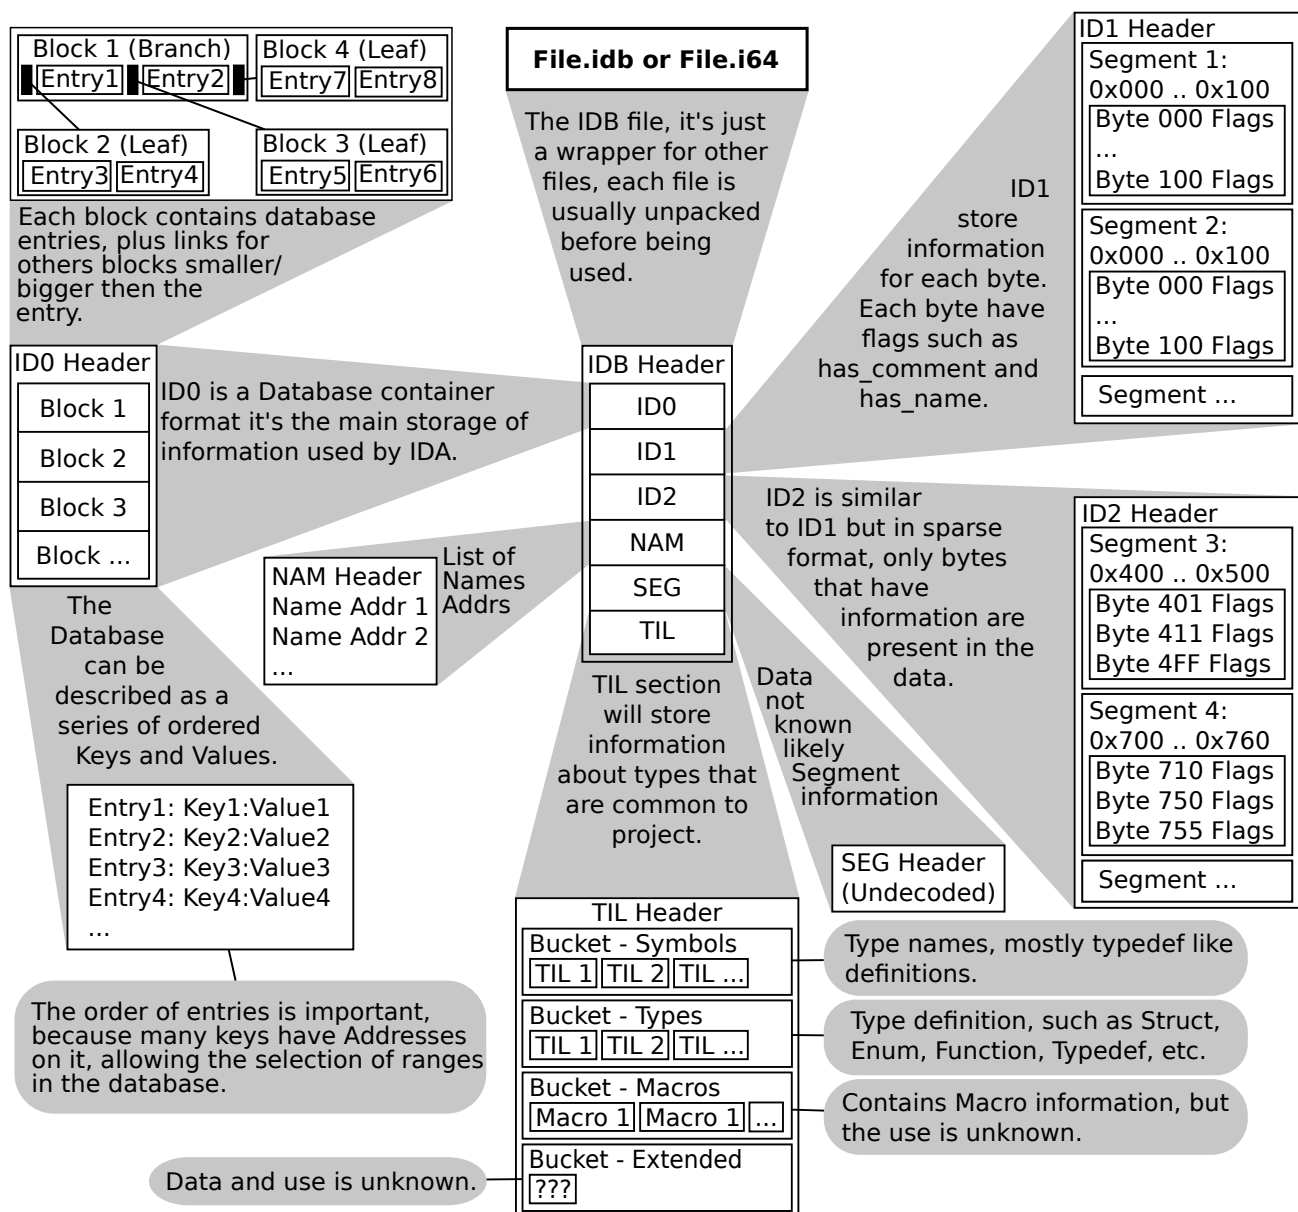 Block 1 (Branch)
Entry1 Entry2
Block 4 (Leaf)
Entry7 Entry8
Block 2 (Leaf)
Entry3 Entry4
Block 3 (Leaf)
Entry5 Entry6
Each block contains database
entries, plus links for
others blocks smaller/
bigger then the
entry.
File.idb or File.i64
The IDB file, it's just
a wrapper for other
files, each file is
usually unpacked
before being
used.
ID1
store
information
for each byte.
Each byte have
flags such as
has_comment and
has_name.
ID1 Header
Segment 1:
0x000 .. 0x100
Byte 000 Flags
...
Byte 100 Flags
Segment 2:
0x000 .. 0x100
Byte 000 Flags
...
Byte 100 Flags
Segment ...
ID0 Header
Block 1
Block 2
Block 3
Block ...
ID0 is a Database container
format it's the main storage of
information used by IDA.
IDB Header
ID0
ID1
ID2
NAM
SEG
TIL
ID2 is similar
to ID1 but in sparse
format, only bytes
that have
information are
present in the
data.
ID2 Header
Segment 3:
0x400 .. 0x500
Byte 401 Flags
Byte 411 Flags
Byte 4FF Flags
Segment 4:
0x700 .. 0x760
Byte 710 Flags
Byte 750 Flags
Byte 755 Flags
Segment ...
NAM Header
Name Addr 1
Name Addr 2
...
List of
Names
Addrs
The
Database
can be
described as a
series of ordered
Keys and Values.
Entry1: Key1:Value1
Entry2: Key2:Value2
Entry3: Key3:Value3
Entry4: Key4:Value4
...
The order of entries is important,
because many keys have Addresses
on it, allowing the selection of ranges
in the database.
TIL section
will store
information
about types that
are common to
project.
Data
not
known
likely
Segment
information
SEG Header
(Undecoded)
TIL Header
Bucket - Symbols
TIL 1 TIL 2 TIL ...
Type names, mostly typedef like
definitions.
Bucket - Types
TIL 1 TIL 2 TIL ...
Type definition, such as Struct,
Enum, Function, Typedef, etc.
Bucket - Macros
Macro 1 Macro 1 ...
Contains Macro information, but
the use is unknown.
Bucket - Extended
???
Data and use is unknown.